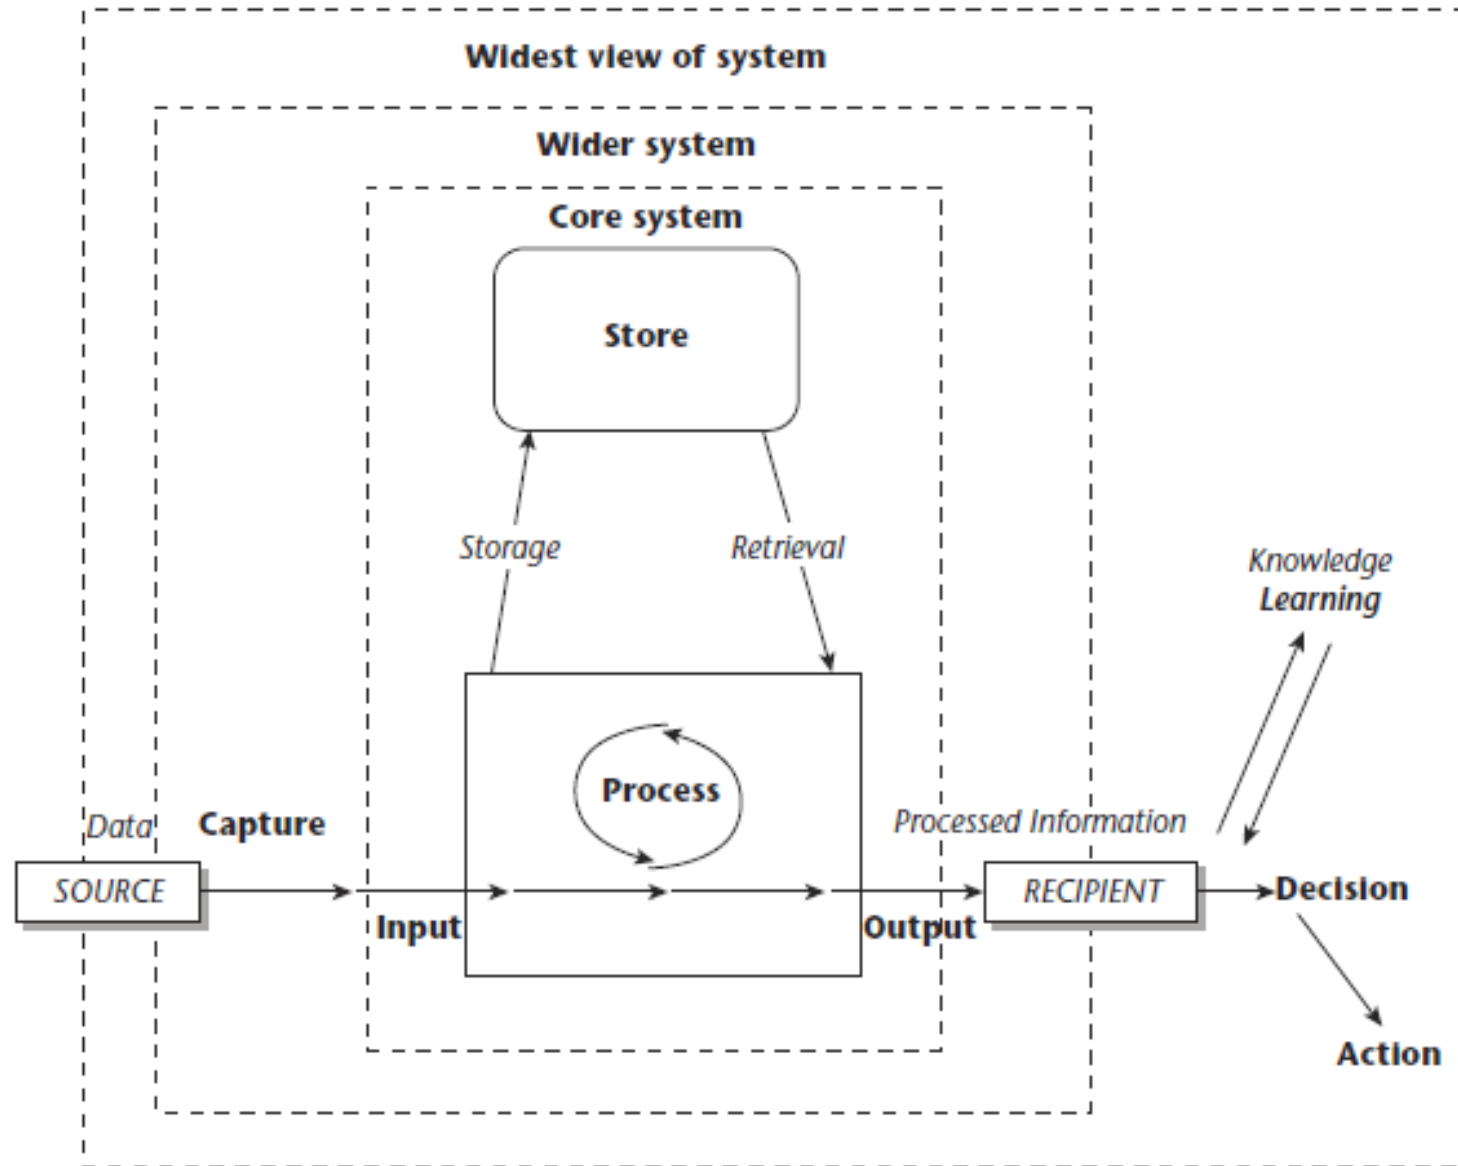 Widest view of system
Wider system
Core system
Store
Storage
Retrieval
Knowledge
Learning
Process
Data
Capture
Processed Information
SOURCE
RECIPIENT
Decision
Input
Output
Action